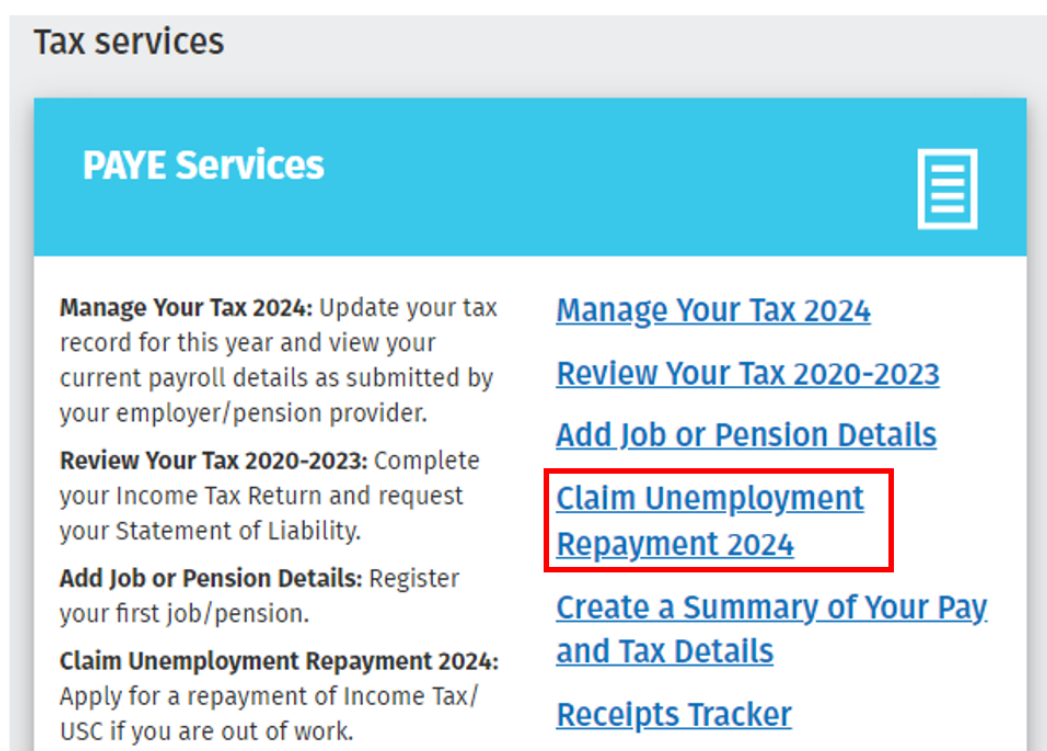 Tax services
PAYE Services
Manage Your Tax 2024: Update your tax
record for this year and view your
current payroll details as submitted by
your employer/pension provider.
Review Your Tax 2020-2023: Complete
your Income Tax Return and request
your Statement of Liability.
Add Job or Pension Details: Register
your first job/pension.
Claim Unemployment Repayment 2024:
Apply for a repayment of Income Tax/
USC if you are out of work.
Manage Your Tax 2024
Review Your Tax 2020-2023
Add Job or Pension Details
Claim Unemployment
Repayment 2024
Create a Summary of Your Pay
and Tax Details
Receipts Tracker